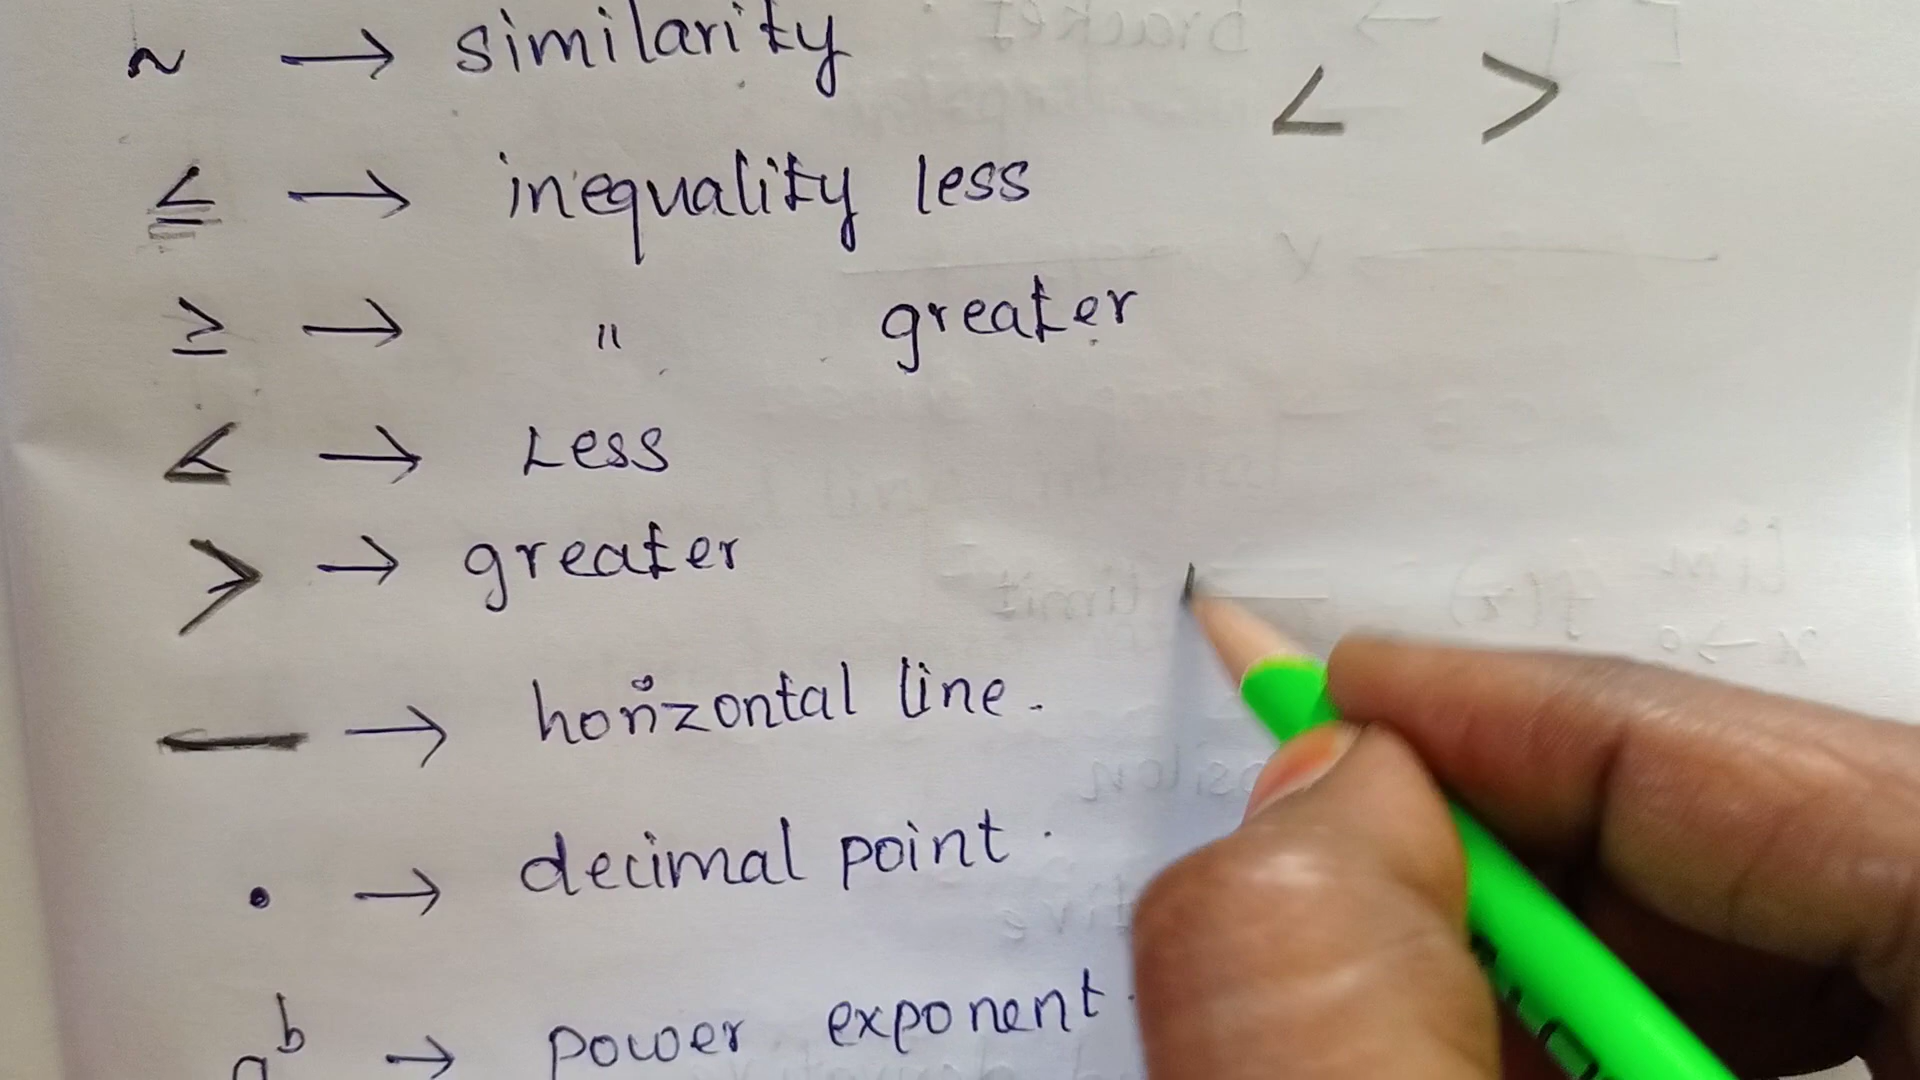 ~ → similarity
< >
≤ → inequality less
≥ → " greater
< → Less
> → greater
— → horizontal line.
• → decimal point.
a^b → power exponent